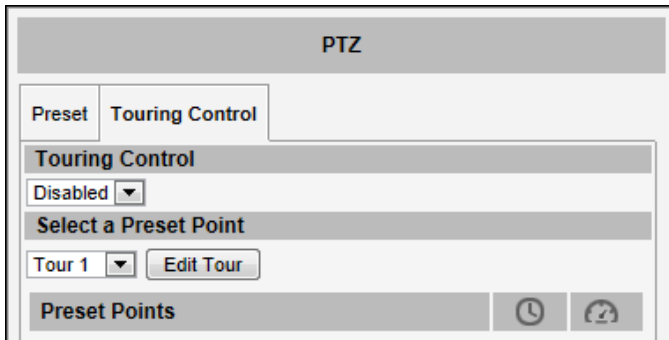 PTZ
Preset Touring Control
Touring Control
Disabled
Select a Preset Point
Tour 1 Edit Tour
Preset Points